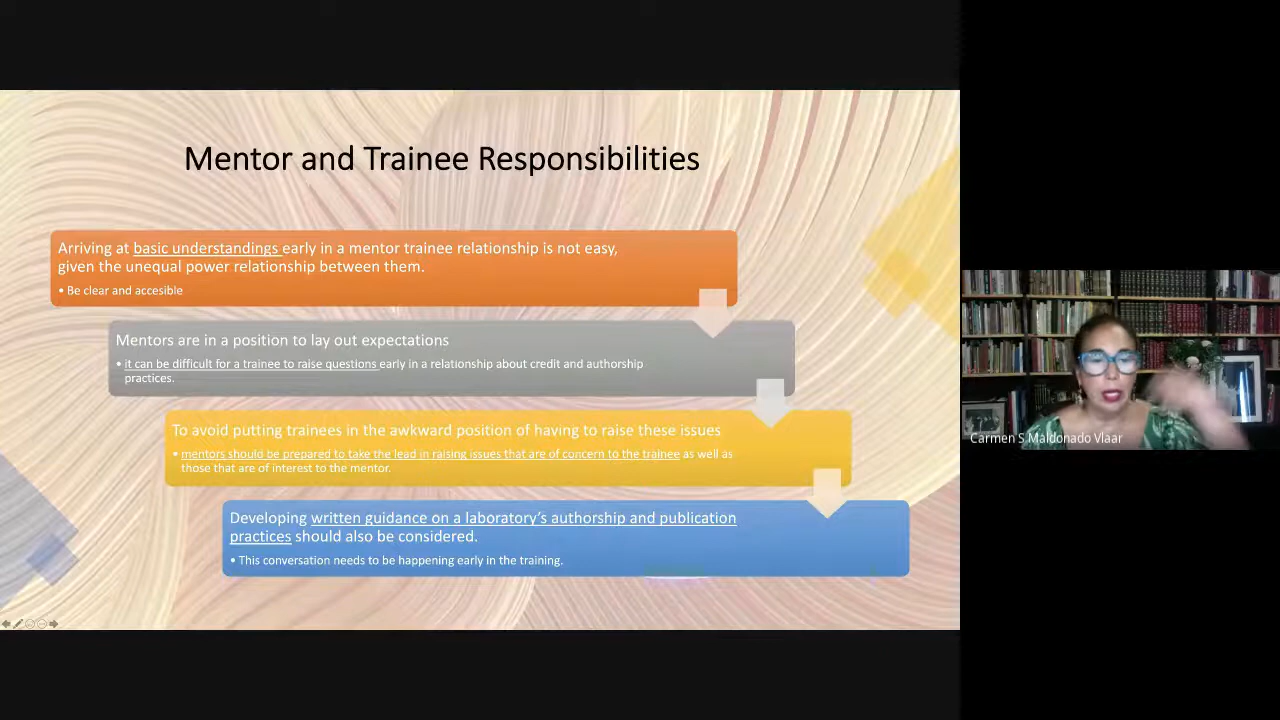 Mentor and Trainee Responsibilities
Arriving at basic understandings early in a mentor trainee relationship is not easy,
given the unequal power relationship between them.
• Be clear and accesible
Mentors are in a position to lay out expectations
• it can be difficult for a trainee to raise questions early in a relationship about credit and authorship
practices.
To avoid putting trainees in the awkward position of having to raise these issues
• mentors should be prepared to take the lead in raising issues that are of concern to the trainee as well as
those that are of interest to the mentor.
Developing written guidance on a laboratory's authorship and publication
practices should also be considered.
• This conversation needs to be happening early in the training.
Carmen S Maldonado Vlaar